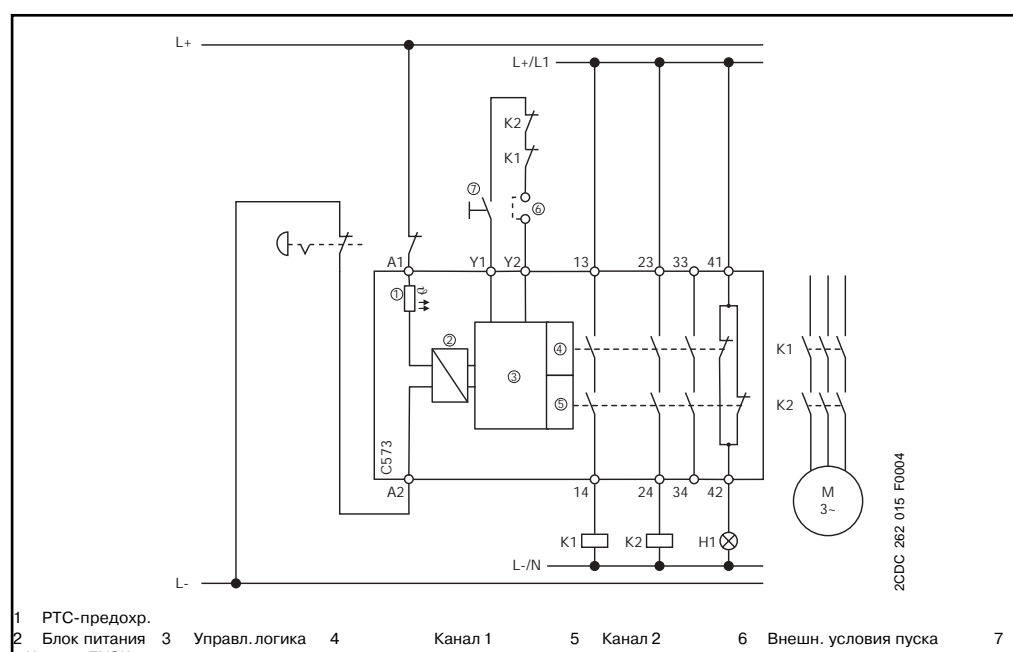 L+
L+/L1
K2
K1
7
6
A1 Y1 Y2 13 23 33 41
1
2
4
3
K1
5
K2
C573
A2 14 24 34 42
M
3~
K1 K2 H1
L-/N
L-
2CDC 262 015 F0004
1 PTC-предохр.
2 Блок питания 3 Управл. логика 4 Канал 1 5 Канал 2 6 Внешн. условия пуска 7